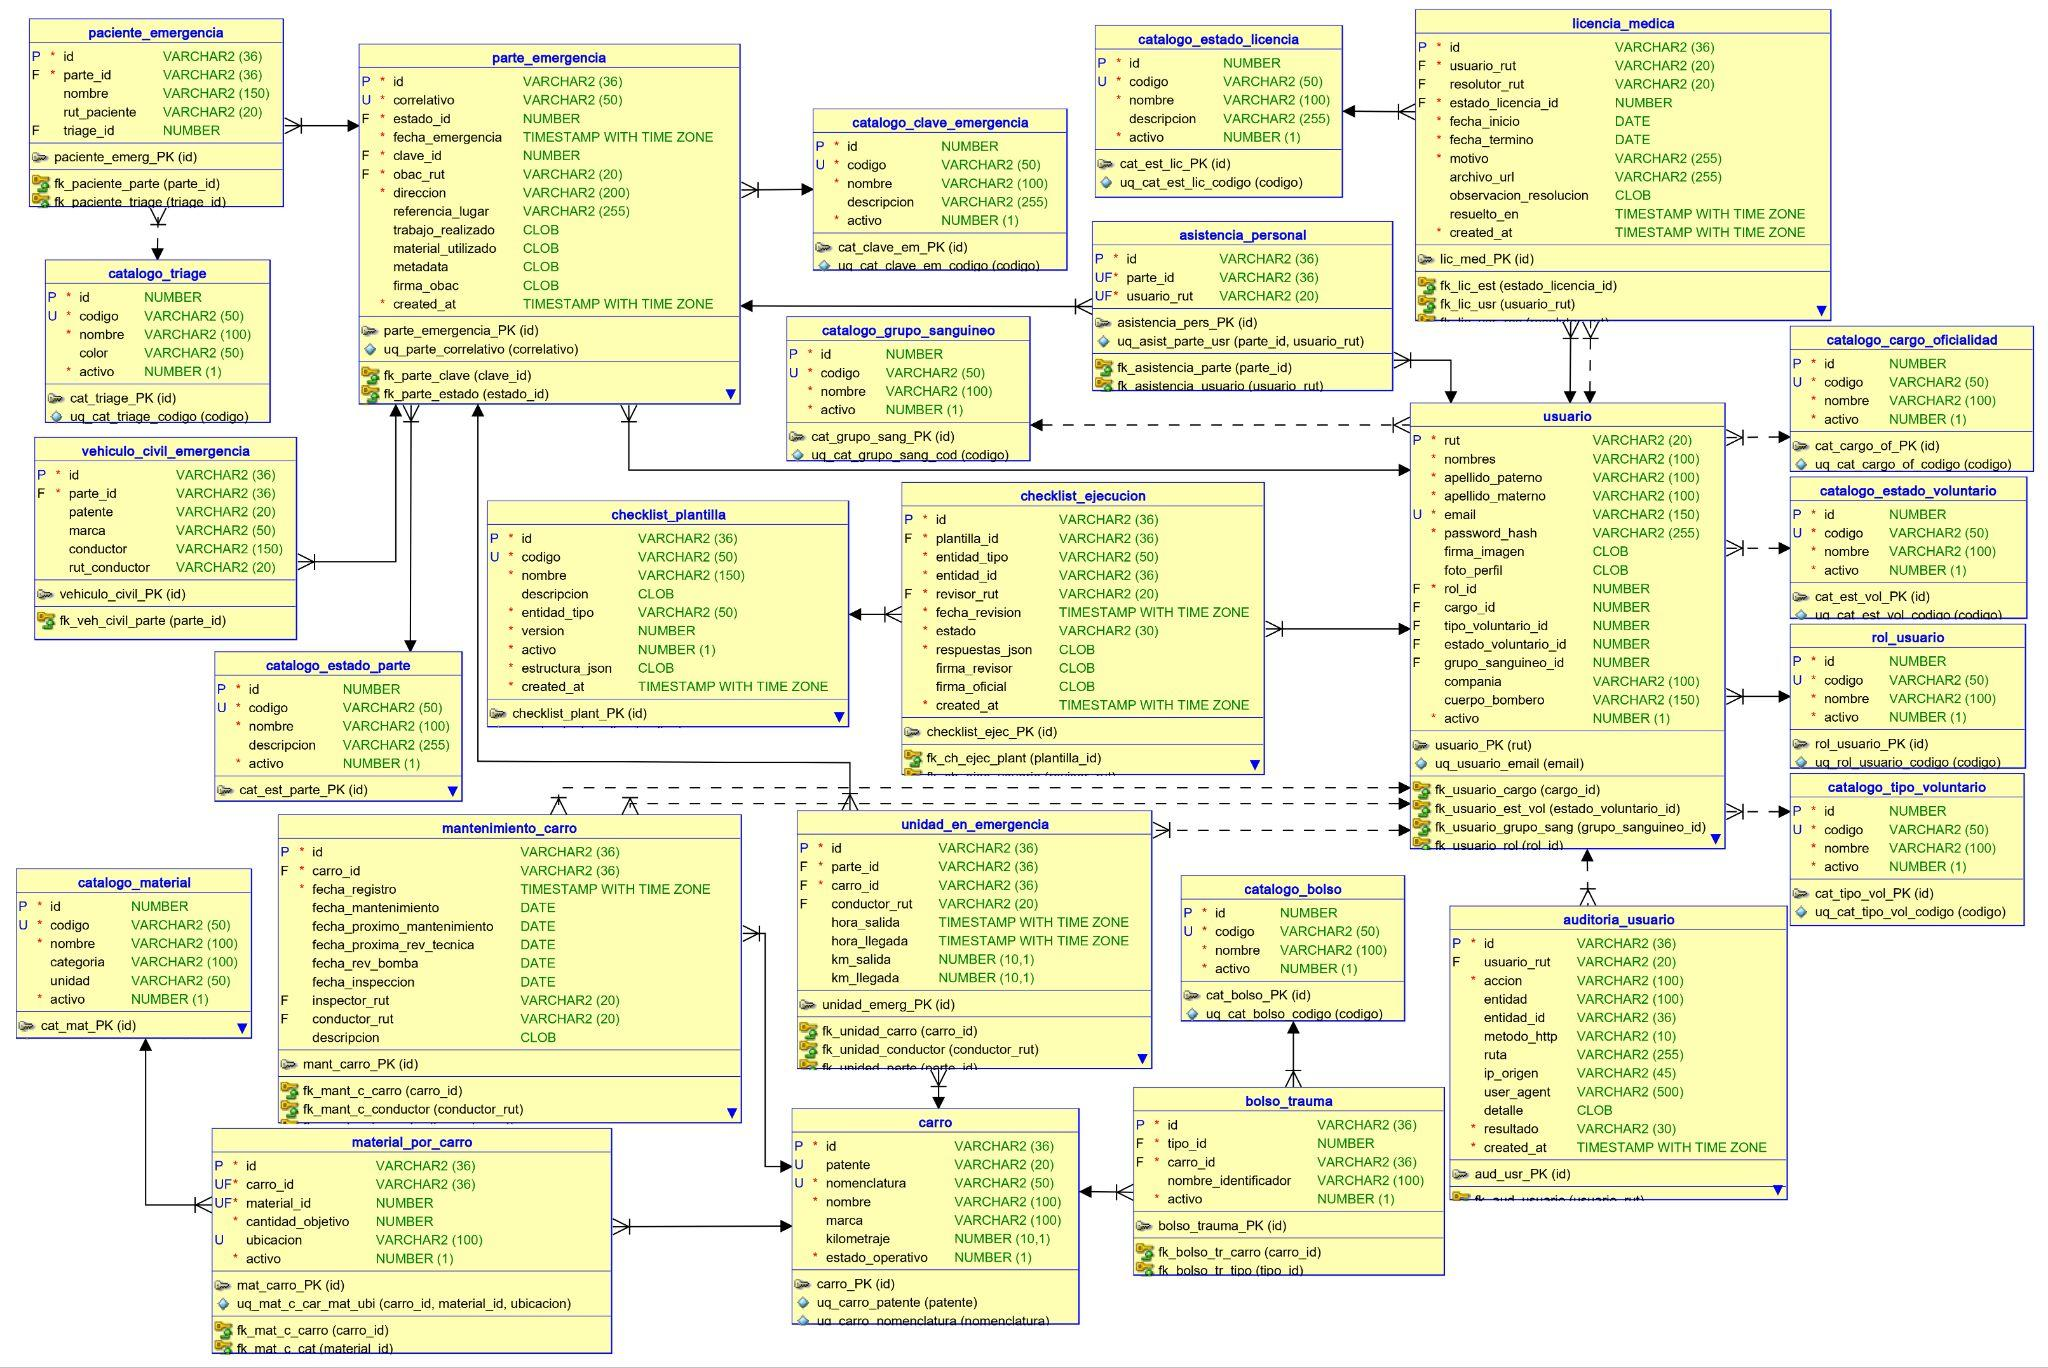 paciente_emergencia
P * id VARCHAR2 (36)
F * parte_id VARCHAR2 (36)
nombre VARCHAR2 (150)
rut_paciente VARCHAR2 (20)
F triage_id NUMBER
paciente_emerg_PK (id)
fk_paciente_parte (parte_id)
fk_paciente_triage (triage_id)
parte_emergencia
P * id VARCHAR2 (36)
U * correlativo VARCHAR2 (50)
F * estado_id NUMBER
* fecha_emergencia TIMESTAMP WITH TIME ZONE
F * clave_id NUMBER
F * obac_rut VARCHAR2 (20)
* direccion VARCHAR2 (200)
referencia_lugar VARCHAR2 (255)
trabajo_realizado CLOB
material_utilizado CLOB
metadata CLOB
firma_obac CLOB
* created_at TIMESTAMP WITH TIME ZONE
parte_emergencia_PK (id)
uq_parte_correlativo (correlativo)
fk_parte_clave (clave_id)
fk_parte_estado (estado_id)
catalogo_clave_emergencia
P * id NUMBER
U * codigo VARCHAR2 (50)
* nombre VARCHAR2 (100)
descripcion VARCHAR2 (255)
* activo NUMBER (1)
cat_clave_em_PK (id)
uq_cat_clave_em_codigo (codigo)
catalogo_estado_licencia
P * id NUMBER
U * codigo VARCHAR2 (50)
* nombre VARCHAR2 (100)
descripcion VARCHAR2 (255)
* activo NUMBER (1)
cat_est_lic_PK (id)
uq_cat_est_lic_codigo (codigo)
licencia_medica
P * id VARCHAR2 (36)
F * usuario_rut VARCHAR2 (20)
F resolutor_rut VARCHAR2 (20)
F * estado_licencia_id NUMBER
* fecha_inicio DATE
* fecha_termino DATE
* motivo VARCHAR2 (255)
archivo_url VARCHAR2 (255)
observacion_resolucion CLOB
resuelto_en TIMESTAMP WITH TIME ZONE
* created_at TIMESTAMP WITH TIME ZONE
lic_med_PK (id)
fk_lic_est (estado_licencia_id)
fk_lic_usr (usuario_rut)
asistencia_personal
P * id VARCHAR2 (36)
UF* parte_id VARCHAR2 (36)
UF* usuario_rut VARCHAR2 (20)
asistencia_pers_PK (id)
uq_asist_parte_usr (parte_id, usuario_rut)
fk_asistencia_parte (parte_id)
fk_asistencia_usuario (usuario_rut)
catalogo_triage
P * id NUMBER
U * codigo VARCHAR2 (50)
* nombre VARCHAR2 (100)
color VARCHAR2 (50)
* activo NUMBER (1)
cat_triage_PK (id)
uq_cat_triage_codigo (codigo)
catalogo_grupo_sanguineo
P * id NUMBER
U * codigo VARCHAR2 (50)
* nombre VARCHAR2 (100)
* activo NUMBER (1)
cat_grupo_sang_PK (id)
uq_cat_grupo_sang_cod (codigo)
catalogo_cargo_oficialidad
P * id NUMBER
U * codigo VARCHAR2 (50)
* nombre VARCHAR2 (100)
* activo NUMBER (1)
cat_cargo_of_PK (id)
uq_cat_cargo_of_codigo (codigo)
usuario
P * rut VARCHAR2 (20)
* nombres VARCHAR2 (100)
* apellido_paterno VARCHAR2 (100)
* apellido_materno VARCHAR2 (100)
U * email VARCHAR2 (150)
* password_hash VARCHAR2 (255)
firma_imagen CLOB
foto_perfil CLOB
F * rol_id NUMBER
F cargo_id NUMBER
F tipo_voluntario_id NUMBER
F estado_voluntario_id NUMBER
F grupo_sanguineo_id NUMBER
compania VARCHAR2 (100)
cuerpo_bombero VARCHAR2 (150)
* activo NUMBER (1)
usuario_PK (rut)
uq_usuario_email (email)
fk_usuario_cargo (cargo_id)
fk_usuario_est_vol (estado_voluntario_id)
fk_usuario_grupo_sang (grupo_sanguineo_id)
fk_usuario_rol (rol_id)
vehiculo_civil_emergencia
P * id VARCHAR2 (36)
F * parte_id VARCHAR2 (36)
patente VARCHAR2 (20)
marca VARCHAR2 (50)
conductor VARCHAR2 (150)
rut_conductor VARCHAR2 (20)
vehiculo_civil_PK (id)
fk_veh_civil_parte (parte_id)
checklist_plantilla
P * id VARCHAR2 (36)
U * codigo VARCHAR2 (50)
* nombre VARCHAR2 (150)
descripcion CLOB
* entidad_tipo VARCHAR2 (50)
* version NUMBER
* activo NUMBER (1)
* estructura_json CLOB
* created_at TIMESTAMP WITH TIME ZONE
checklist_plant_PK (id)
checklist_ejecucion
P * id VARCHAR2 (36)
F * plantilla_id VARCHAR2 (36)
* entidad_tipo VARCHAR2 (50)
* entidad_id VARCHAR2 (36)
F * revisor_rut VARCHAR2 (20)
* fecha_revision TIMESTAMP WITH TIME ZONE
* estado VARCHAR2 (30)
* respuestas_json CLOB
firma_revisor CLOB
firma_oficial CLOB
* created_at TIMESTAMP WITH TIME ZONE
checklist_ejec_PK (id)
fk_ch_ejec_plant (plantilla_id)
catalogo_estado_voluntario
P * id NUMBER
U * codigo VARCHAR2 (50)
* nombre VARCHAR2 (100)
* activo NUMBER (1)
cat_est_vol_PK (id)
uq_cat_est_vol_codigo (codigo)
rol_usuario
P * id NUMBER
U * codigo VARCHAR2 (50)
* nombre VARCHAR2 (100)
* activo NUMBER (1)
rol_usuario_PK (id)
uq_rol_usuario_codigo (codigo)
catalogo_estado_parte
P * id NUMBER
U * codigo VARCHAR2 (50)
* nombre VARCHAR2 (100)
descripcion VARCHAR2 (255)
* activo NUMBER (1)
cat_est_parte_PK (id)
catalogo_tipo_voluntario
P * id NUMBER
U * codigo VARCHAR2 (50)
* nombre VARCHAR2 (100)
* activo NUMBER (1)
cat_tipo_vol_PK (id)
uq_cat_tipo_vol_codigo (codigo)
mantenimiento_carro
P * id VARCHAR2 (36)
F * carro_id VARCHAR2 (36)
* fecha_registro TIMESTAMP WITH TIME ZONE
fecha_mantenimiento DATE
fecha_proximo_mantenimiento DATE
fecha_proxima_rev_tecnica DATE
fecha_rev_bomba DATE
fecha_inspeccion DATE
F inspector_rut VARCHAR2 (20)
F conductor_rut VARCHAR2 (20)
descripcion CLOB
mant_carro_PK (id)
fk_mant_c_carro (carro_id)
fk_mant_c_conductor (conductor_rut)
unidad_en_emergencia
P * id VARCHAR2 (36)
F * parte_id VARCHAR2 (36)
F * carro_id VARCHAR2 (36)
F conductor_rut VARCHAR2 (20)
hora_salida TIMESTAMP WITH TIME ZONE
hora_llegada TIMESTAMP WITH TIME ZONE
km_salida NUMBER (10,1)
km_llegada NUMBER (10,1)
unidad_emerg_PK (id)
fk_unidad_carro (carro_id)
fk_unidad_conductor (conductor_rut)
fk_unidad_parte (parte_id)
catalogo_material
P * id NUMBER
U * codigo VARCHAR2 (50)
* nombre VARCHAR2 (100)
categoria VARCHAR2 (100)
unidad VARCHAR2 (50)
* activo NUMBER (1)
cat_mat_PK (id)
catalogo_bolso
P * id NUMBER
U * codigo VARCHAR2 (50)
* nombre VARCHAR2 (100)
* activo NUMBER (1)
cat_bolso_PK (id)
uq_cat_bolso_codigo (codigo)
auditoria_usuario
P * id VARCHAR2 (36)
F usuario_rut VARCHAR2 (20)
* accion VARCHAR2 (100)
entidad VARCHAR2 (100)
entidad_id VARCHAR2 (36)
metodo_http VARCHAR2 (10)
ruta VARCHAR2 (255)
ip_origen VARCHAR2 (45)
user_agent VARCHAR2 (500)
detalle CLOB
* resultado VARCHAR2 (30)
* created_at TIMESTAMP WITH TIME ZONE
aud_usr_PK (id)
fk_aud_usuario (usuario_rut)
material_por_carro
P * id VARCHAR2 (36)
UF* carro_id VARCHAR2 (36)
UF* material_id NUMBER
* cantidad_objetivo NUMBER
U ubicacion VARCHAR2 (100)
* activo NUMBER (1)
mat_carro_PK (id)
uq_mat_c_car_mat_ubi (carro_id, material_id, ubicacion)
fk_mat_c_carro (carro_id)
fk_mat_c_cat (material_id)
carro
P * id VARCHAR2 (36)
U patente VARCHAR2 (20)
U * nomenclatura VARCHAR2 (50)
* nombre VARCHAR2 (100)
marca VARCHAR2 (100)
kilometraje NUMBER (10,1)
* estado_operativo NUMBER (1)
carro_PK (id)
uq_carro_patente (patente)
uq_carro_nomenclatura (nomenclatura)
bolso_trauma
P * id VARCHAR2 (36)
F * tipo_id NUMBER
F * carro_id VARCHAR2 (36)
nombre_identificador VARCHAR2 (100)
* activo NUMBER (1)
bolso_trauma_PK (id)
fk_bolso_tr_carro (carro_id)
fk_bolso_tr_tipo (tipo_id)